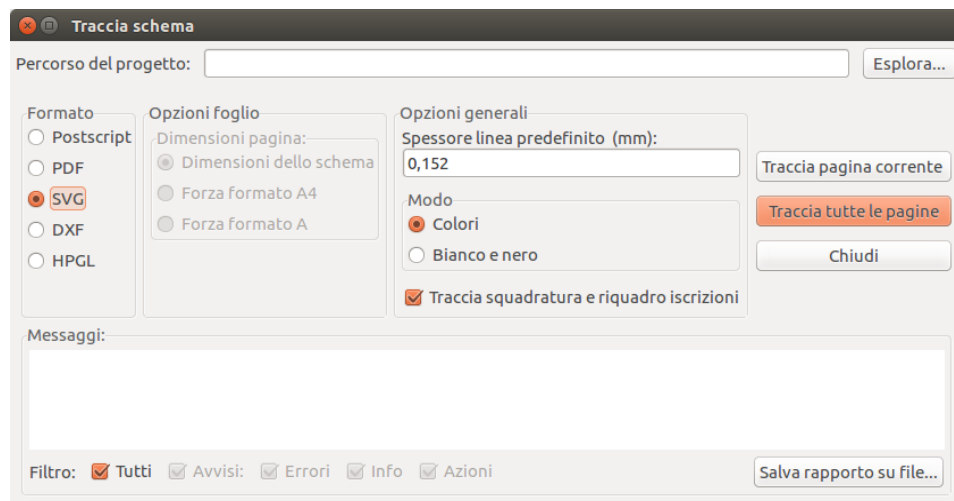 Traccia schema
Percorso del progetto:
Esplora...
Formato
Postscript
PDF
SVG
DXF
HPGL
Opzioni foglio
Dimensioni pagina:
Dimensioni dello schema
Forza formato A4
Forza formato A
Opzioni generali
Spessore linea predefinito (mm):
0,152
Modo
Colori
Bianco e nero
Traccia squadratura e riquadro iscrizioni
Traccia pagina corrente
Traccia tutte le pagine
Chiudi
Messaggi:
Filtro: Tutti Avvisi: Errori Info Azioni
Salva rapporto su file...